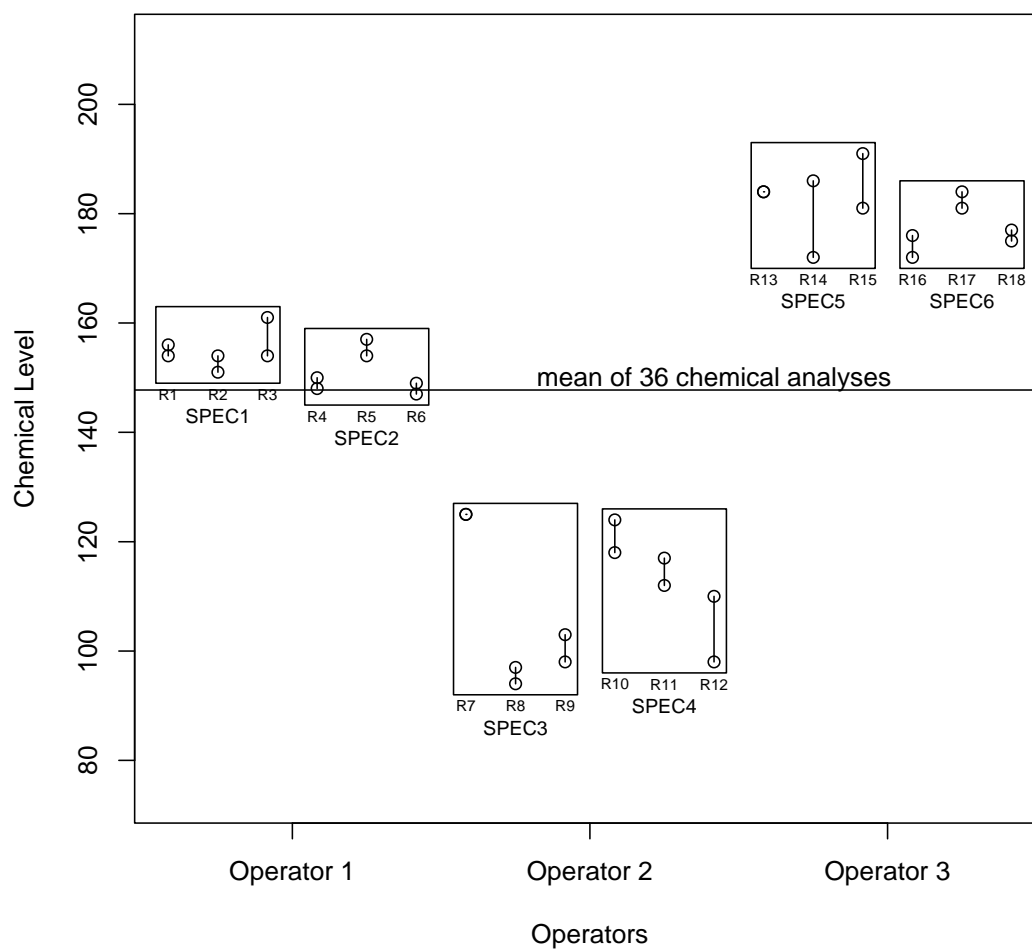 200
180
160
140
120
100
80
Chemical Level
R13 R14 R15
SPEC5
R16 R17 R18
SPEC6
mean of 36 chemical analyses
R1 R2 R3
SPEC1
R4 R5 R6
SPEC2
R7 R8 R9
SPEC3
R10 R11 R12
SPEC4
Operator 1 Operator 2 Operator 3
Operators